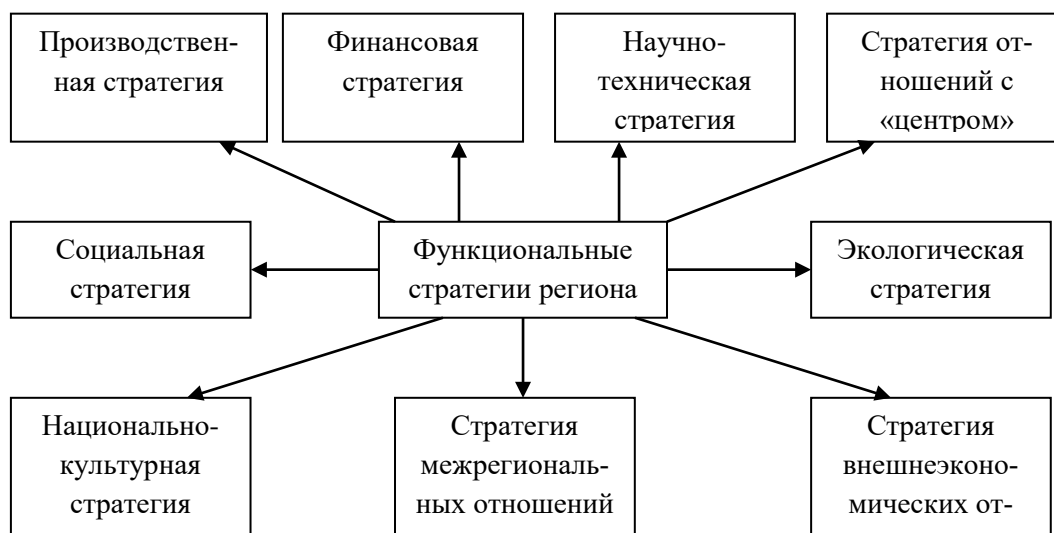 Производствен-
ная стратегия
Финансовая
стратегия
Научно-
техническая
стратегия
Стратегия от-
ношений с
«центром»
Социальная
стратегия
Функциональные
стратегии региона
Экологическая
стратегия
Национально-
культурная
стратегия
Стратегия
межрегиональ-
ных отношений
Стратегия
внешнеэконо-
мических от-